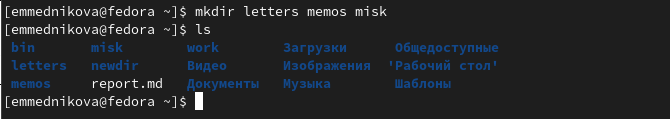 [emmednikova@fedora ~]$ mkdir letters memos misk
[emmednikova@fedora ~]$ ls
bin misk work Загрузки Общедоступные
letters newdir Видео Изображения 'Рабочий стол'
memos report.md Документы Музыка Шаблоны
[emmednikova@fedora ~]$